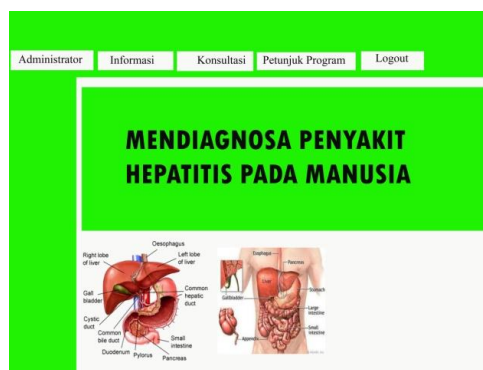 Administrator
Informasi
Konsultasi
Petunjuk Program
Logout
MENDIAGNOSA PENYAKIT
HEPATITIS PADA MANUSIA
Oesophagus
Right lobe
of liver
Left lobe
of liver
Gall
bladder
Common
hepatic
duct
Cystic
duct
Common
bile duct
Small
intestine
Duodenum
Pylorus
Pancreas
Esophagus
Pancreas
Liver
Stomach
Gallbladder
Large
Intestine
Small
Intestine
Appendix